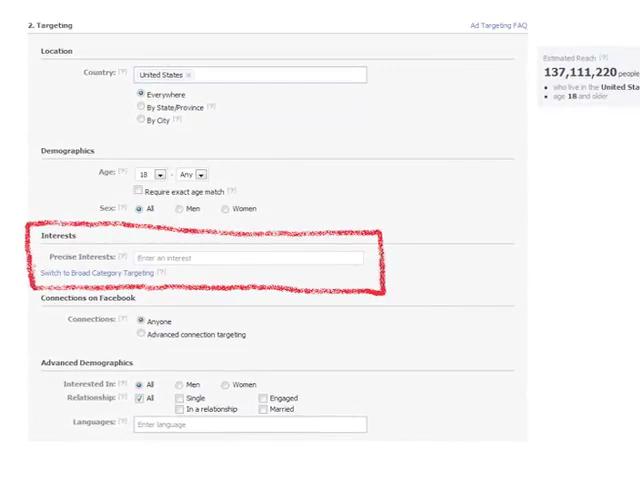 2. Targeting
Ad Targeting FAQ
Location
Country: [?] United States ×
Everywhere
By State/Province [?]
By City [?]
Estimated Reach [?]
137,111,220 people
• who live in the United Sta
• age 18 and older
Demographics
Age: [?] 18 - Any
Require exact age match [?]
Sex: [?] All Men Women
Interests
Precise Interests: [?] Enter an interest
Switch to Broad Category Targeting [?]
Connections on Facebook
Connections: [?] Anyone
Advanced connection targeting
Advanced Demographics
Interested In: [?] All Men Women
Relationship: [?] All Single Engaged
In a relationship Married
Languages: [?] Enter language